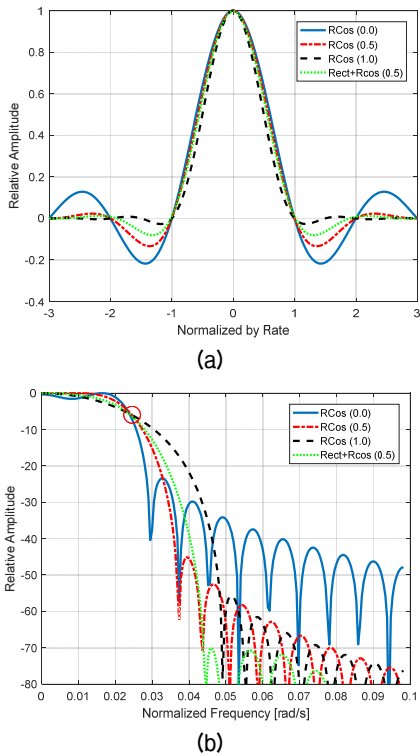 1
0.8
0.6
0.4
0.2
0
-0.2
-0.4
Relative Amplitude
RCos (0.0)
RCos (0.5)
RCos (1.0)
Rect+Rcos (0.5)
-3 -2 -1 0 1 2 3
Normalized by Rate
(a)
0
-10
-20
-30
-40
-50
-60
-70
-80
Relative Amplitude
RCos (0.0)
RCos (0.5)
RCos (1.0)
Rect+Rcos (0.5)
0 0.01 0.02 0.03 0.04 0.05 0.06 0.07 0.08 0.09 0.1
Normalized Frequency [rad/s]
(b)